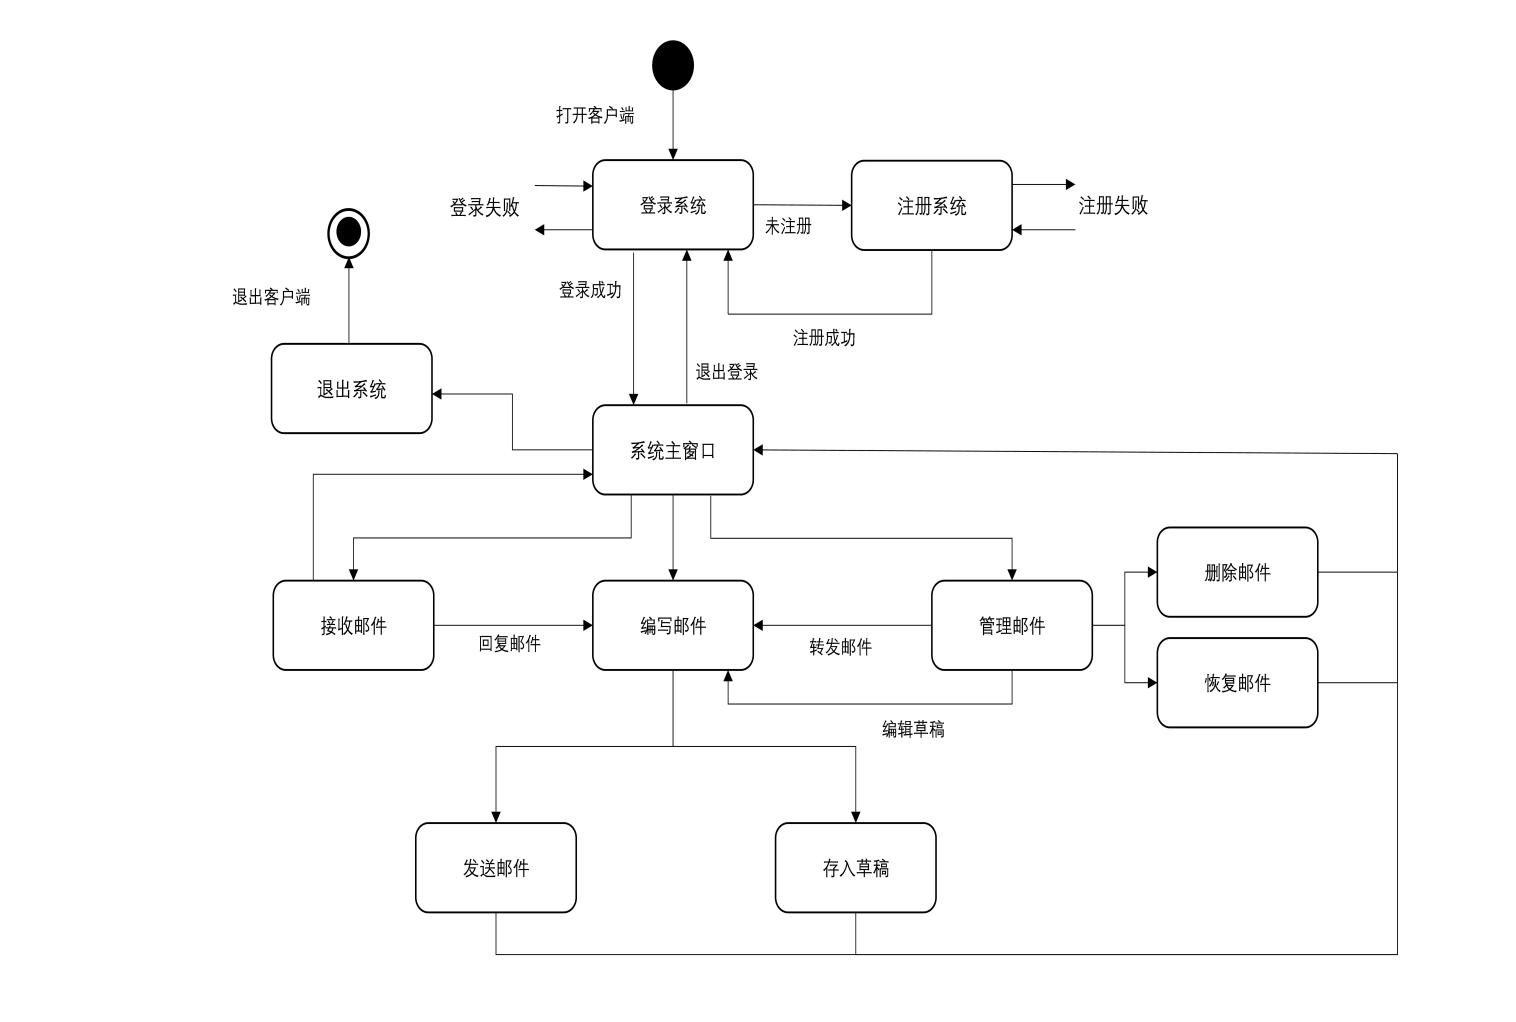 打开客户端
登录失败
登录系统
未注册
注册系统
注册失败
登录成功
退出客户端
注册成功
退出登录
退出系统
系统主窗口
删除邮件
接收邮件
回复邮件
编写邮件
转发邮件
管理邮件
恢复邮件
编辑草稿
发送邮件
存入草稿